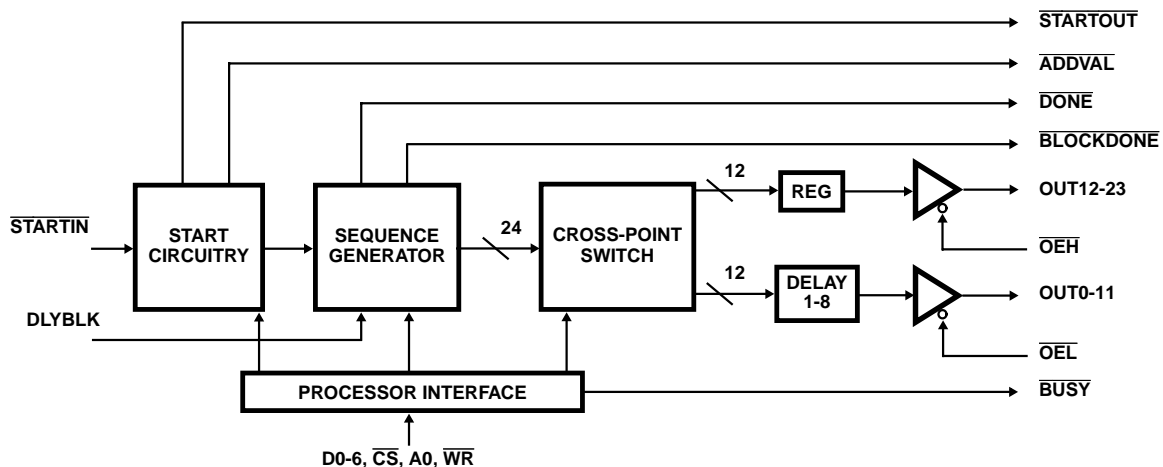 STARTOUT
ADDVAL
DONE
BLOCKDONE
12
REG
OUT12-23
STARTIN
START
CIRCUITRY
SEQUENCE
GENERATOR
24
CROSS-POINT
SWITCH
OEH
12
DELAY
1-8
OUT0-11
DLYBLK
OEL
PROCESSOR INTERFACE
BUSY
D0-6, CS, A0, WR